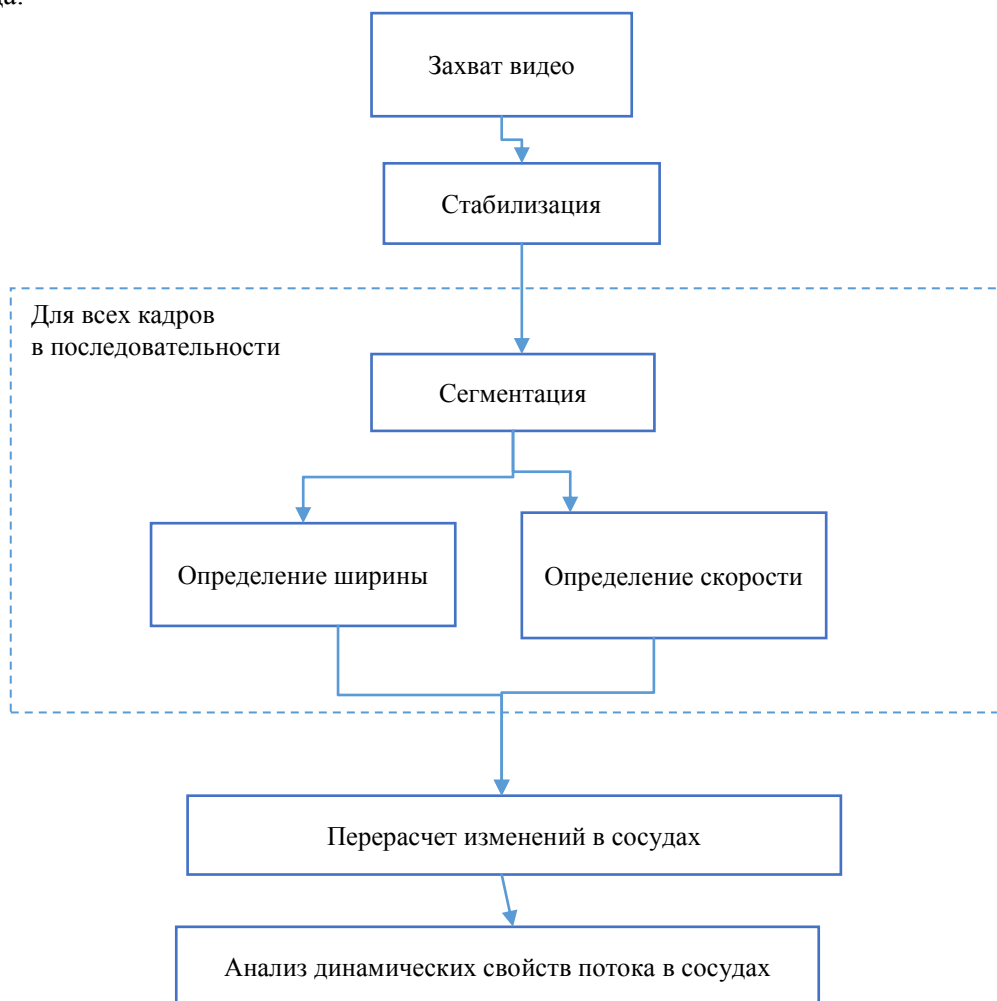 Захват видео
Стабилизация
Для всех кадров
в последовательности
Сегментация
Определение ширины
Определение скорости
Перерасчет изменений в сосудах
Анализ динамических свойств потока в сосудах